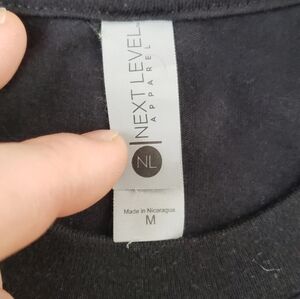 NEXT LEVEL
APPAREL
NL
Made in Nicaragua
M